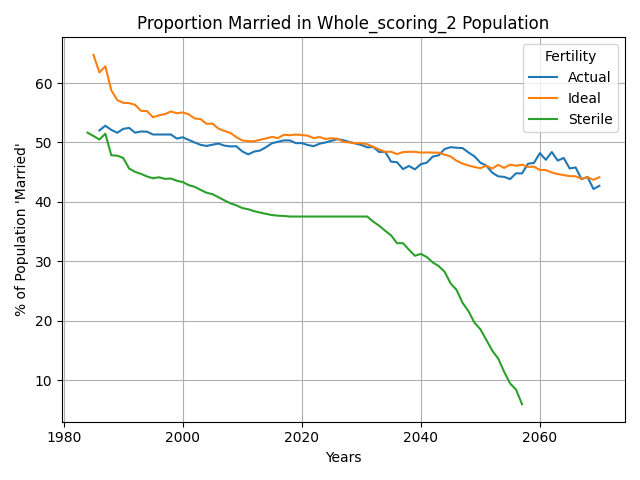 Proportion Married in Whole_scoring_2 Population
% of Population 'Married'
60
50
40
30
20
10
Fertility
Actual
Ideal
Sterile
1980
2000
2020
2040
2060
Years